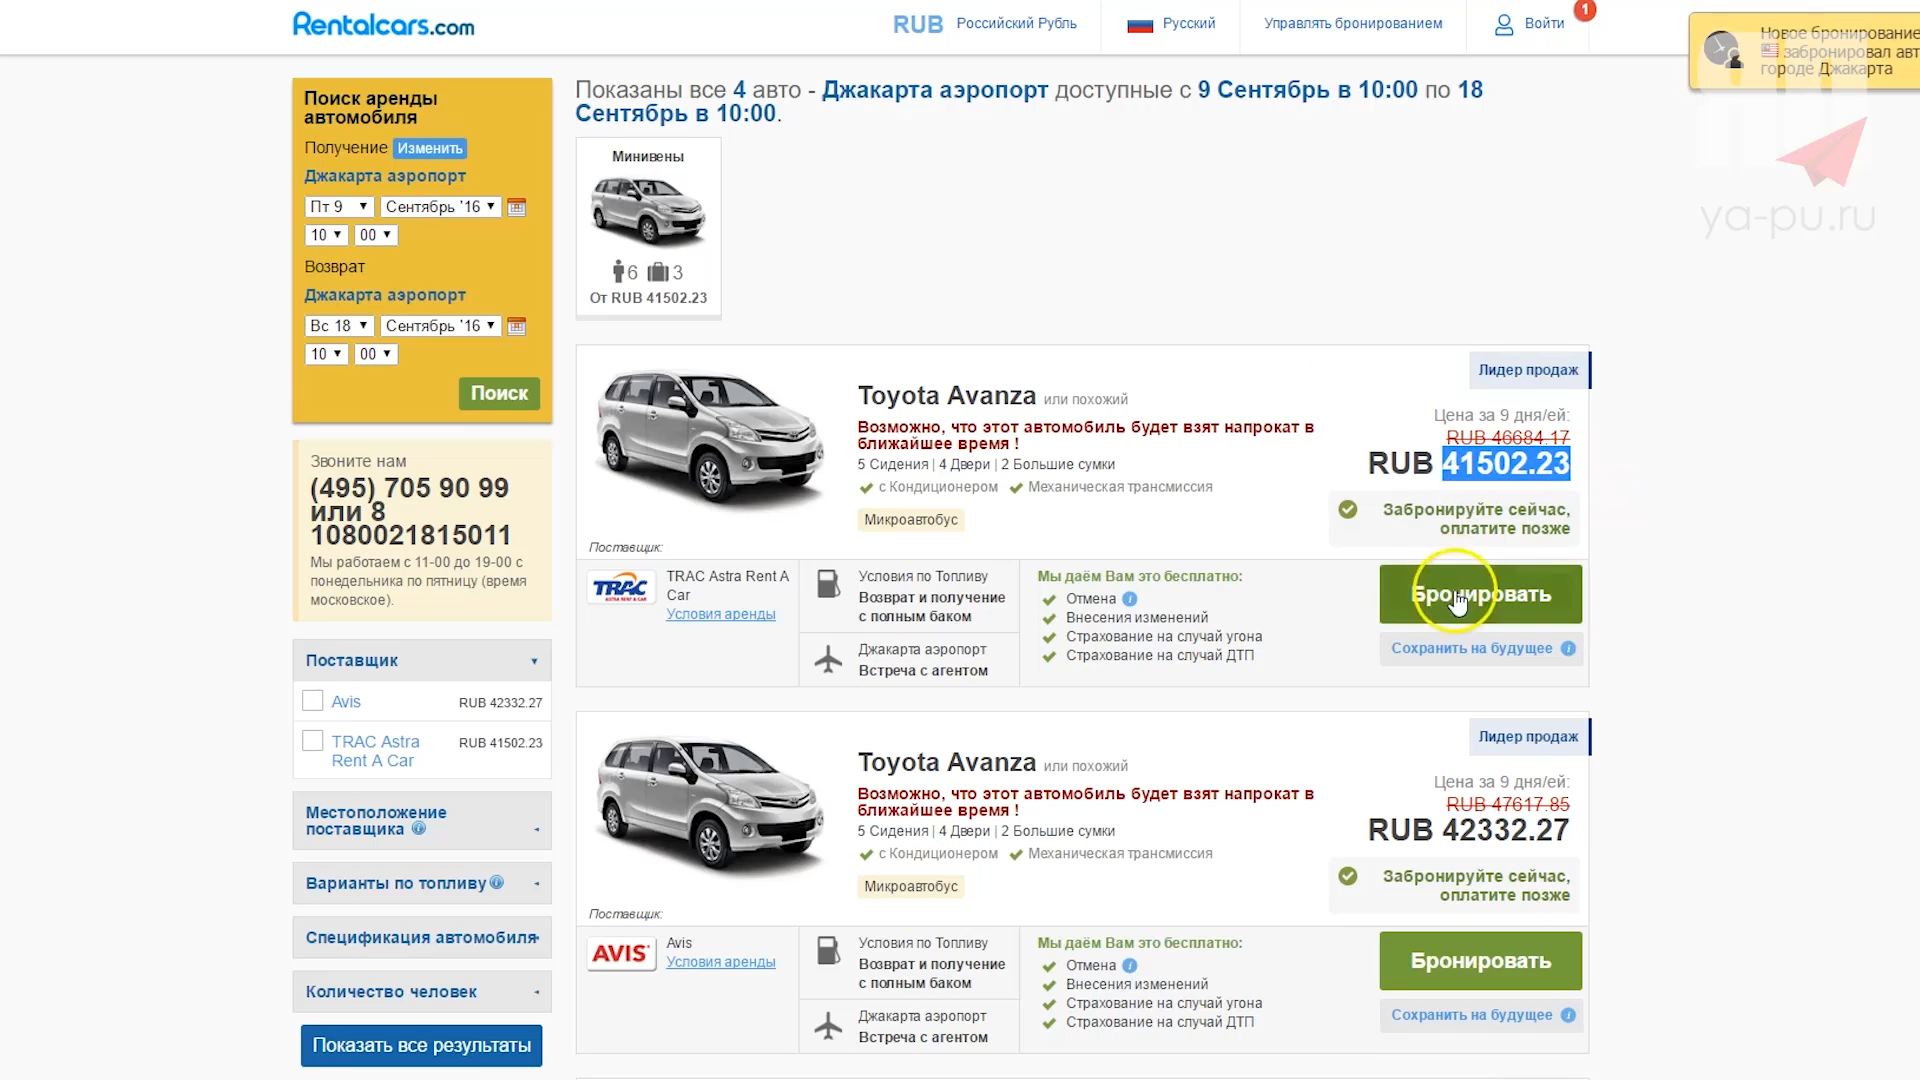 Rentalcars.com
RUB Российский Рубль
Русский
Управлять бронированием
Войти
1
Новое бронирование
забронировал авт
городе Джакарта
ya-pu.ru
Поиск аренды
автомобиля
Получение Изменить
Джакарта аэропорт
Пт 9 Сентябрь '16
10 00
Возврат
Джакарта аэропорт
Вс 18 Сентябрь '16
10 00
Поиск
Звоните нам
(495) 705 90 99
или 8
1080021815011
Мы работаем с 11-00 до 19-00 с
понедельника по пятницу (время
московское).
Поставщик
Avis RUB 42332.27
TRAC Astra RUB 41502.23
Rent A Car
Местоположение
поставщика
Варианты по топливу
Спецификация автомобиля
Количество человек
Показать все результаты
Показаны все 4 авто - Джакарта аэропорт доступные с 9 Сентябрь в 10:00 по 18
Сентябрь в 10:00.
Минивены
6 3
От RUB 41502.23
Лидер продаж
Toyota Avanza или похожий
Возможно, что этот автомобиль будет взят напрокат в
ближайшее время !
5 Сидения | 4 Двери | 2 Большие сумки
с Кондиционером Механическая трансмиссия
Микроавтобус
Цена за 9 дня/ей:
RUB 46684.17
RUB 41502.23
Забронируйте сейчас,
оплатите позже
Поставщик:
TRAC
ASTRA RENT A CAR
TRAC Astra Rent A
Car
Условия аренды
Условия по Топливу
Возврат и получение
с полным баком
Джакарта аэропорт
Встреча с агентом
Мы даём Вам это бесплатно:
Отмена
Внесения изменений
Страхование на случай угона
Страхование на случай ДТП
Бронировать
Сохранить на будущее
Лидер продаж
Toyota Avanza или похожий
Возможно, что этот автомобиль будет взят напрокат в
ближайшее время !
5 Сидения | 4 Двери | 2 Большие сумки
с Кондиционером Механическая трансмиссия
Микроавтобус
Цена за 9 дня/ей:
RUB 47617.85
RUB 42332.27
Забронируйте сейчас,
оплатите позже
Поставщик:
AVIS
Avis
Условия аренды
Условия по Топливу
Возврат и получение
с полным баком
Джакарта аэропорт
Встреча с агентом
Мы даём Вам это бесплатно:
Отмена
Внесения изменений
Страхование на случай угона
Страхование на случай ДТП
Бронировать
Сохранить на будущее